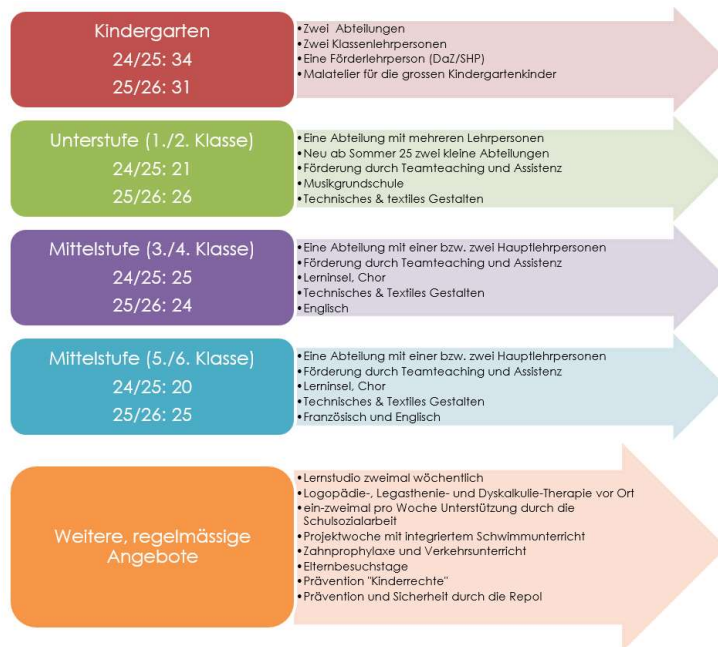 Kindergarten
24/25: 34
25/26: 31
•Zwei Abteilungen
•Zwei Klassenlehrpersonen
•Eine Förderlehrperson (DaZ/SHP)
•Malatelier für die grossen Kindergartenkinder
Unterstufe (1./2. Klasse)
24/25: 21
25/26: 26
•Eine Abteilung mit mehreren Lehrpersonen
•Neu ab Sommer 25 zwei kleine Abteilungen
•Förderung durch Teamteaching und Assistenz
•Musikgrundschule
•Technisches & textiles Gestalten
Mittelstufe (3./4. Klasse)
24/25: 25
25/26: 24
•Eine Abteilung mit einer bzw. zwei Hauptlehrpersonen
•Förderung durch Teamteaching und Assistenz
•Lerninsel, Chor
•Technisches & Textiles Gestalten
•Englisch
Mittelstufe (5./6. Klasse)
24/25: 20
25/26: 25
•Eine Abteilung mit einer bzw. zwei Hauptlehrpersonen
•Förderung durch Teamteaching und Assistenz
•Lerninsel, Chor
•Technisches & Textiles Gestalten
•Französisch und Englisch
Weitere, regelmässige
Angebote
•Lernstudio zweimal wöchentlich
•Logopädie-, Legasthenie- und Dyskalkulie-Therapie vor Ort
•ein-zweimal pro Woche Unterstützung durch die
Schulsozialarbeit
•Projektwoche mit integriertem Schwimmunterricht
•Zahnprophylaxe und Verkehrsunterricht
•Elternbesuchstage
•Prävention "Kinderrechte"
•Prävention und Sicherheit durch die Repol